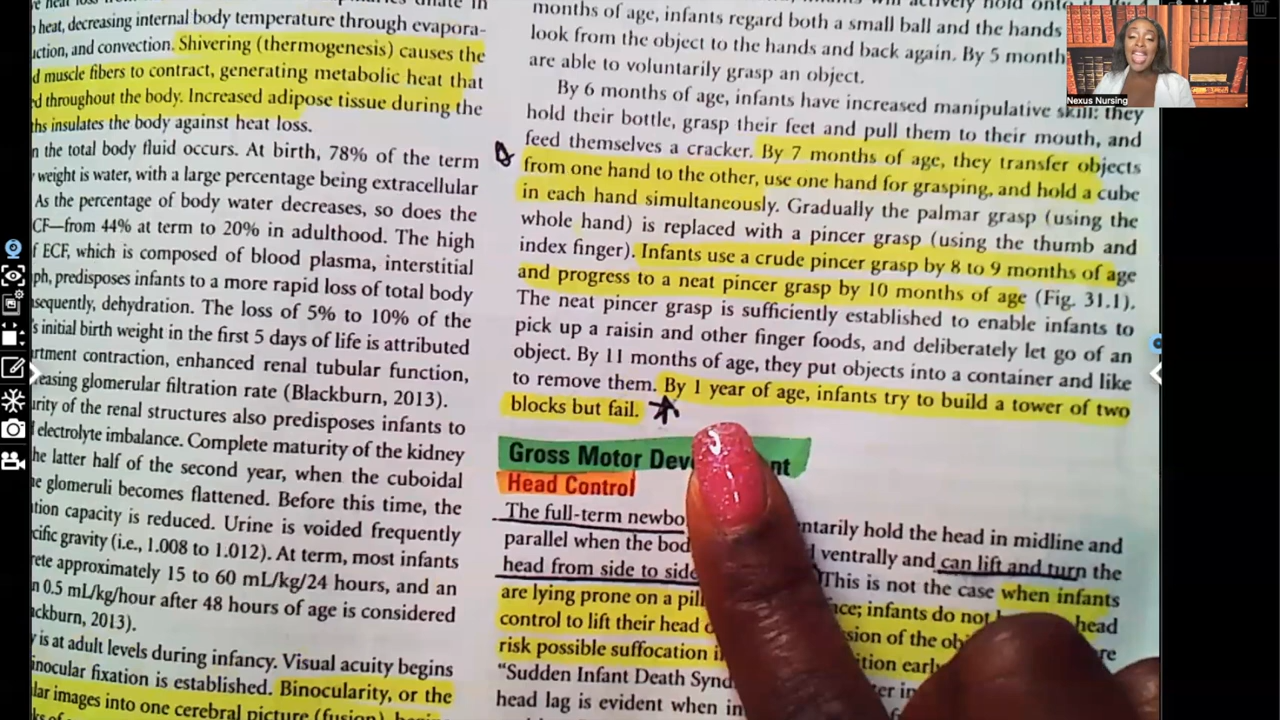 heat, decreasing internal body temperature through evapora-
uction, and convection. Shivering (thermogenesis) causes the
d muscle fibers to contract, generating metabolic heat that
ed throughout the body. Increased adipose tissue during the
ths insulates the body against heat loss.
n the total body fluid occurs. At birth, 78% of the term
weight is water, with a large percentage being extracellular
As the percentage of body water decreases, so does the
CF—from 44% at term to 20% in adulthood. The high
f ECF, which is composed of blood plasma, interstitial
ph, predisposes infants to a more rapid loss of total body
nsequently, dehydration. The loss of 5% to 10% of the
s initial birth weight in the first 5 days of life is attributed
artment contraction, enhanced renal tubular function,
reasing glomerular filtration rate (Blackburn, 2013).
urity of the renal structures also predisposes infants to
electrolyte imbalance. Complete maturity of the kidney
he latter half of the second year, when the cuboidal
e glomeruli becomes flattened. Before this time, the
tion capacity is reduced. Urine is voided frequently
cific gravity (i.e., 1.008 to 1.012). At term, most infants
rete approximately 15 to 60 mL/kg/24 hours, and an
n 0.5 mL/kg/hour after 48 hours of age is considered
ackburn, 2013).
y is at adult levels during infancy. Visual acuity begins
inocular fixation is established. Binocularity, or the
lar images into one cerebral picture (fusion),
months of age, infants regard both a small ball and the hands
look from the object to the hands and back again. By 5 month
are able to voluntarily grasp an object.
By 6 months of age, infants have increased manipulative skill: they
hold their bottle, grasp their feet and pull them to their mouth, and
feed themselves a cracker. By 7 months of age, they transfer objects
from one hand to the other, use one hand for grasping, and hold a cube
in each hand simultaneously. Gradually the palmar grasp (using the
whole hand) is replaced with a pincer grasp (using the thumb and
index finger). Infants use a crude pincer grasp by 8 to 9 months of age
and progress to a neat pincer grasp by 10 months of age (Fig. 31.1).
The neat pincer grasp is sufficiently established to enable infants to
pick up a raisin and other finger foods, and deliberately let go of an
object. By 11 months of age, they put objects into a container and like
to remove them. By 1 year of age, infants try to build a tower of two
blocks but fail.
Gross Motor Dev nt
Head Control
The full-term newbo ntarily hold the head in midline and
parallel when the bod ventrally and can lift and turn the
head from side to side This is not the case when infants
are lying prone on a pil ce; infants do not head
control to lift their head sion of the ob
risk possible suffocation i ition early
"Sudden Infant Death Synd er in
head lag is evident when in
Nexus Nursing